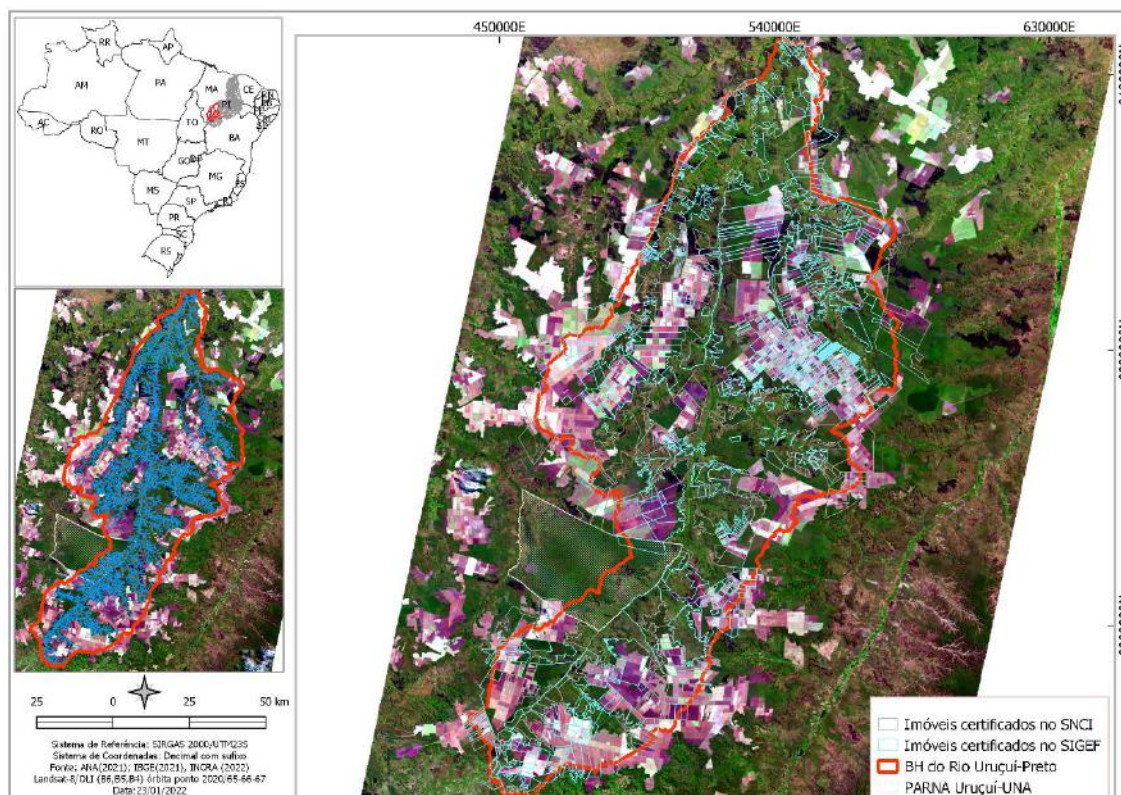 450000E 540000E 630000E
RR AP
AM PA MA CE
PI
AC RO TO BA
MT
GO
MG
MS SP ES
RJ
PR
SC
RS
MA
25 0 25 50 km
Sistema de Referência: SIRGAS 2000/UTM23S
Sistema de Coordenadas: Decimal com sufixo
Fonte: ANA(2021); IBGE(2021), INCRA (2022)
Landsat-8/OLI (B6,B5,B4) órbita ponto 2020/65-66-67
Data:23/01/2022
Imóveis certificados no SNCI
Imóveis certificados no SIGEF
BH do Rio Uruçuí-Preto
PARNA Uruçuí-UNA